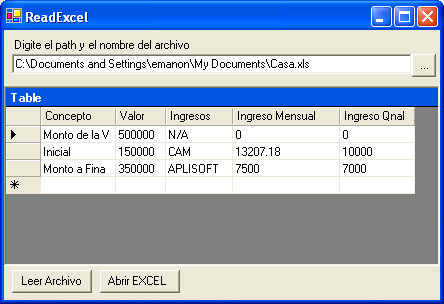 ReadExcel
Digite el path y el nombre del archivo
C:\Documents and Settings\emanon\My Documents\Casa.xls ...
Table
Concepto Valor Ingresos Ingreso Mensual Ingreso Qnal
Monto de la V 500000 N/A 0 0
Inicial 150000 CAM 13207.18 10000
Monto a Fina 350000 APLISOFT 7500 7000
Leer Archivo Abrir EXCEL